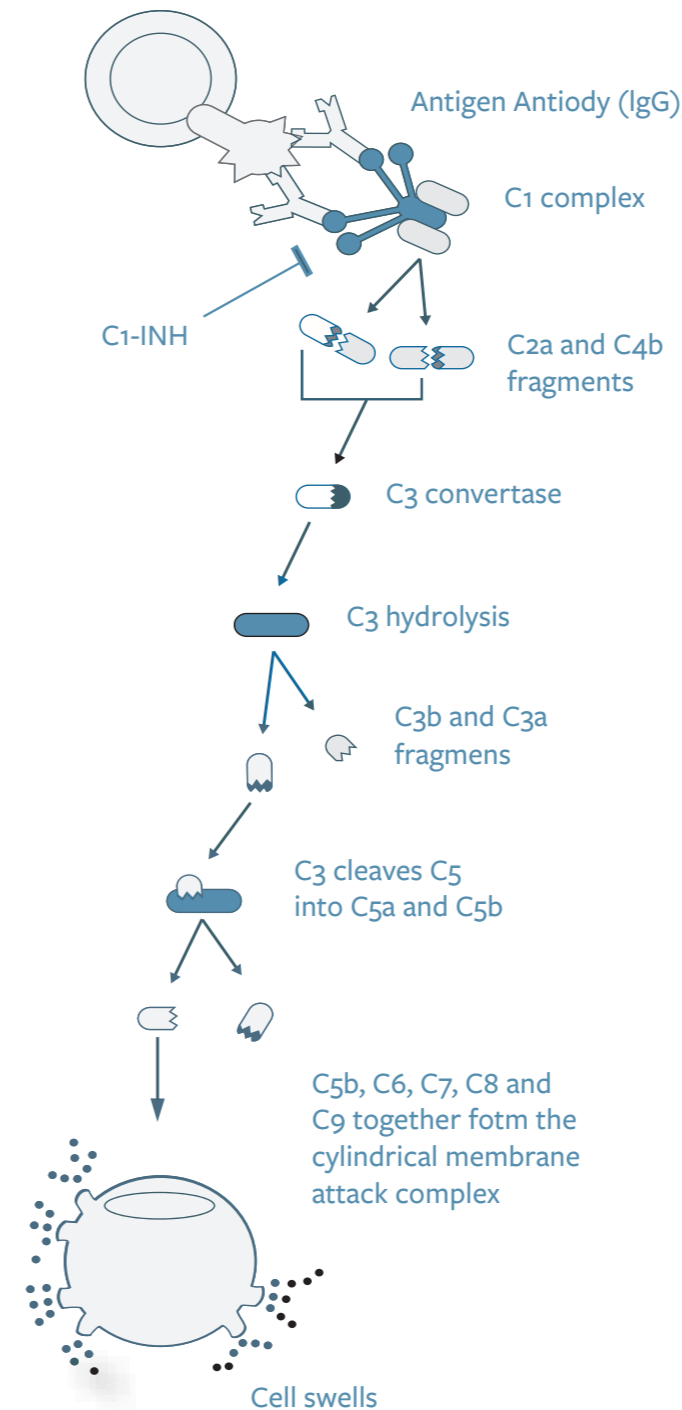 Antigen Antiody (lgG)
C1 complex
C1-INH
C2a and C4b
fragments
C3 convertase
C3 hydrolysis
C3b and C3a
fragmens
C3 cleaves C5
into C5a and C5b
C5b, C6, C7, C8 and
C9 together fotm the
cylindrical membrane
attack complex
Cell swells